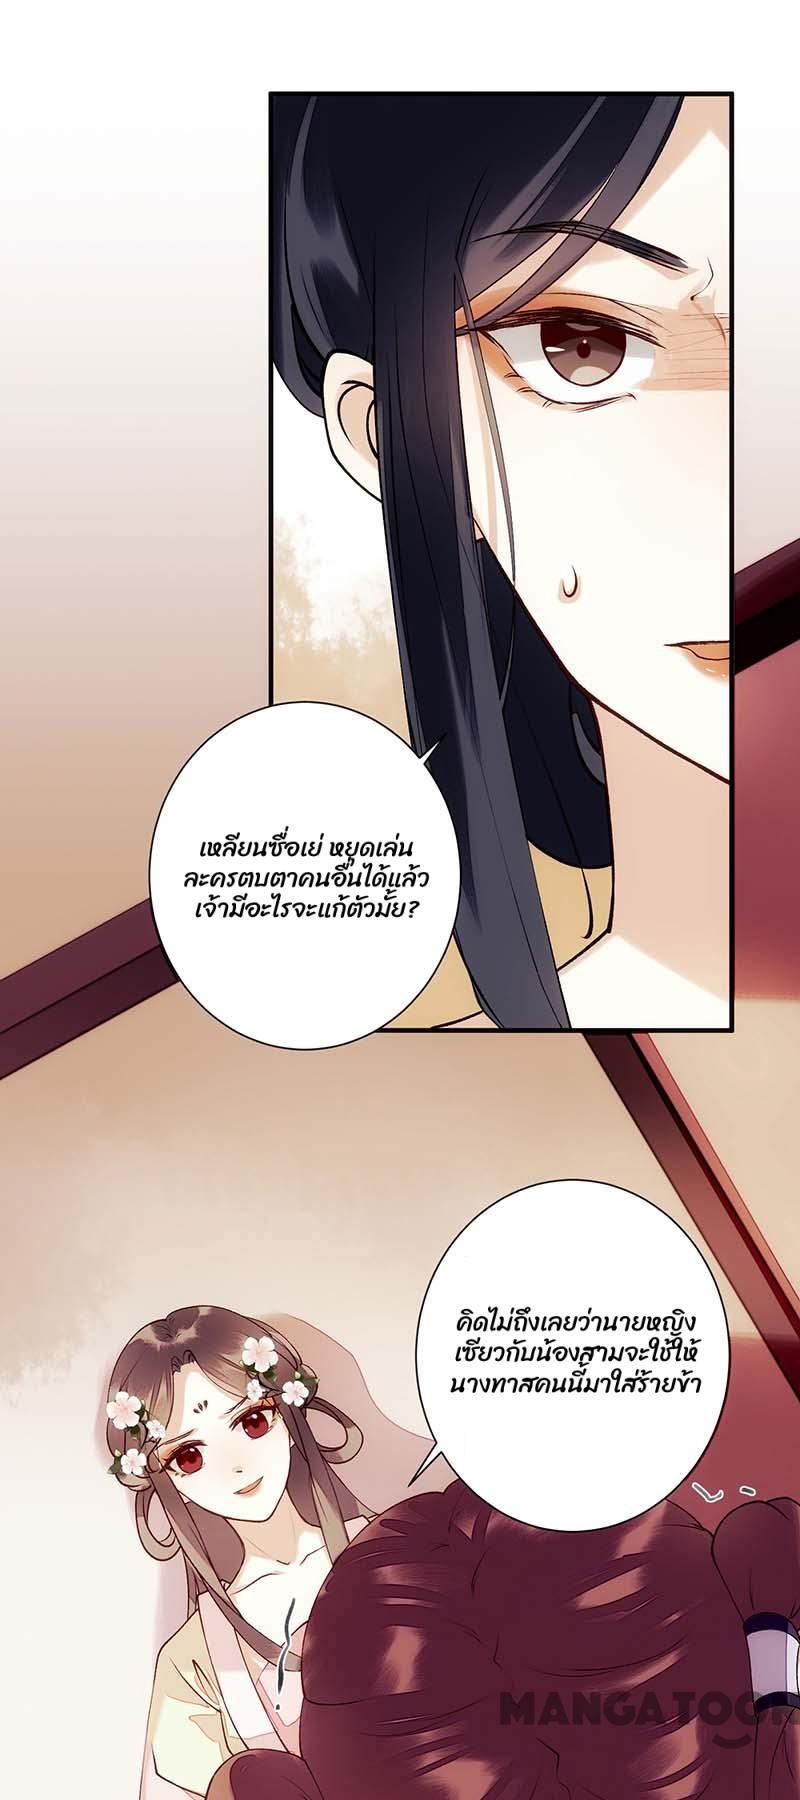 เหลียนซื่อเย่ หยุดเล่น
ละครตบตาคนอื่นได้แล้ว
เจ้ามีอะไรจะแก้ตัวมั้ย?
คิดไม่ถึงเลยว่านายหญิง
เซียวกับน้องสามจะใช้ให้
นางทาสคนนี้มาใส่ร้ายข้า
MANGATOON